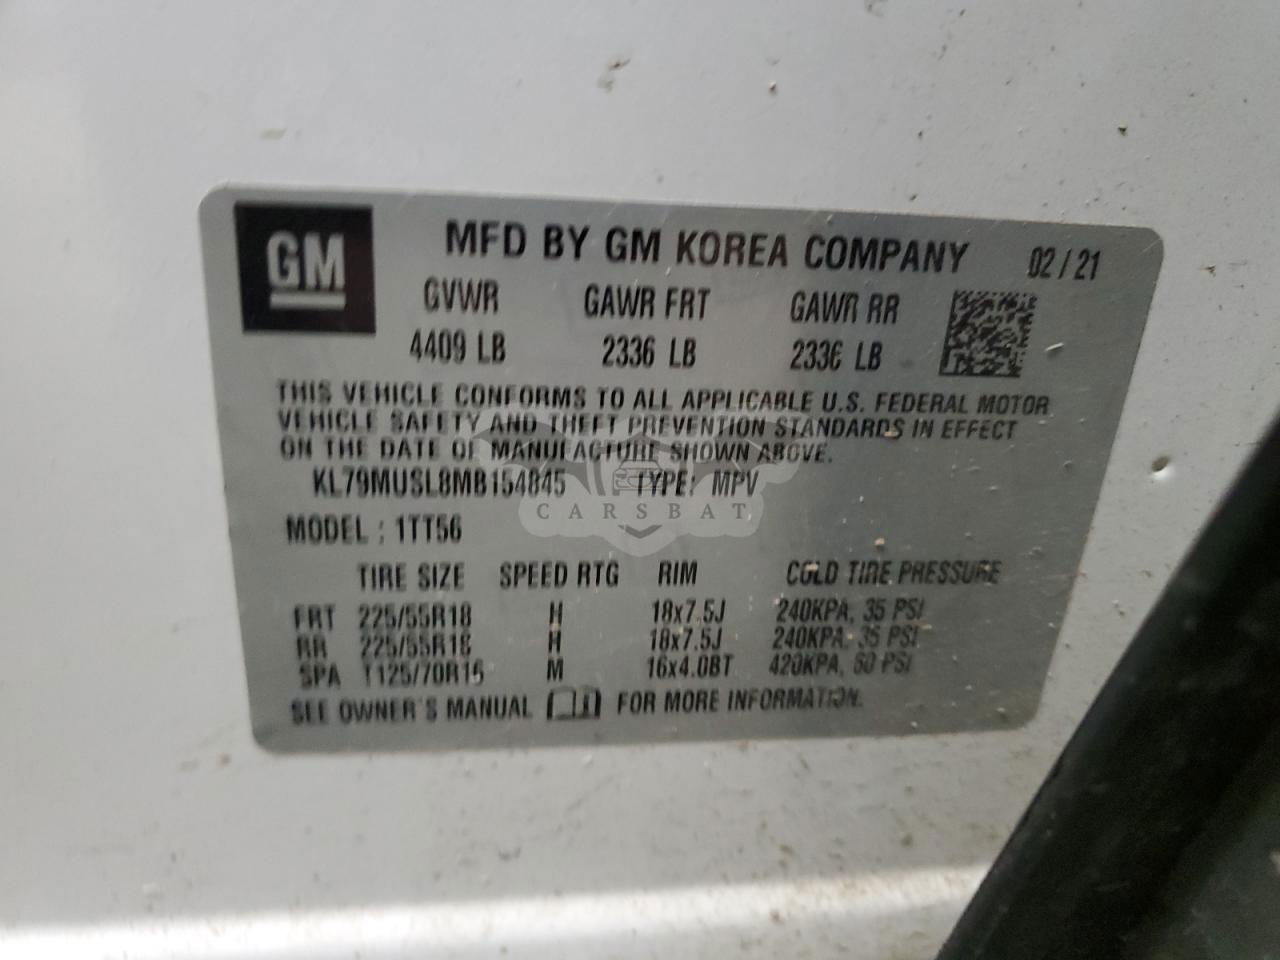 GM
MFD BY GM KOREA COMPANY 02/21
GVWR GAWR FRT GAWR RR
4409 LB 2336 LB 2336 LB
THIS VEHICLE CONFORMS TO ALL APPLICABLE U.S. FEDERAL MOTOR
VEHICLE SAFETY AND THEFT PREVENTION STANDARDS IN EFFECT
ON THE DATE OF MANUFACTURE SHOWN ABOVE.
KL79MUSL8MB154845 TYPE: MPV
CARSBAT
MODEL : 1TT56
TIRE SIZE SPEED RTG RIM COLD TIRE PRESSURE
FRT 225/55R18 H 18x7.5J 240KPA, 35 PSI
RR 225/55R18 H 18x7.5J 240KPA, 35 PSI
SPA T125/70R16 M 16x4.0BT 420KPA, 60 PSI
SEE OWNER'S MANUAL FOR MORE INFORMATION.